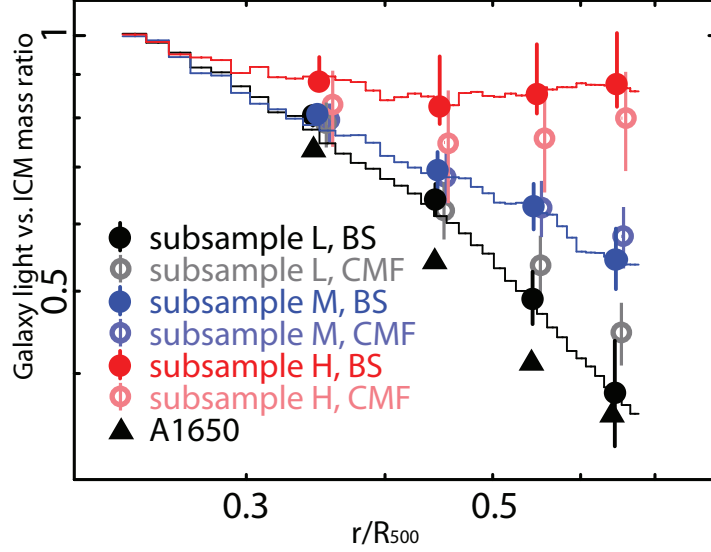 Galaxy light vs. ICM mass ratio
1
0.5
subsample L, BS
subsample L, CMF
subsample M, BS
subsample M, CMF
subsample H, BS
subsample H, CMF
A1650
0.3
0.5
r/R500